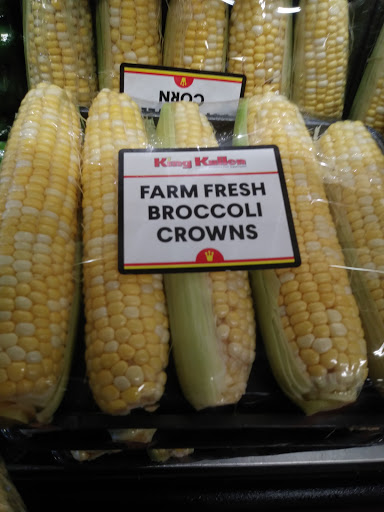 CORN
King Kullen
FARM FRESH
BROCCOLI
CROWNS